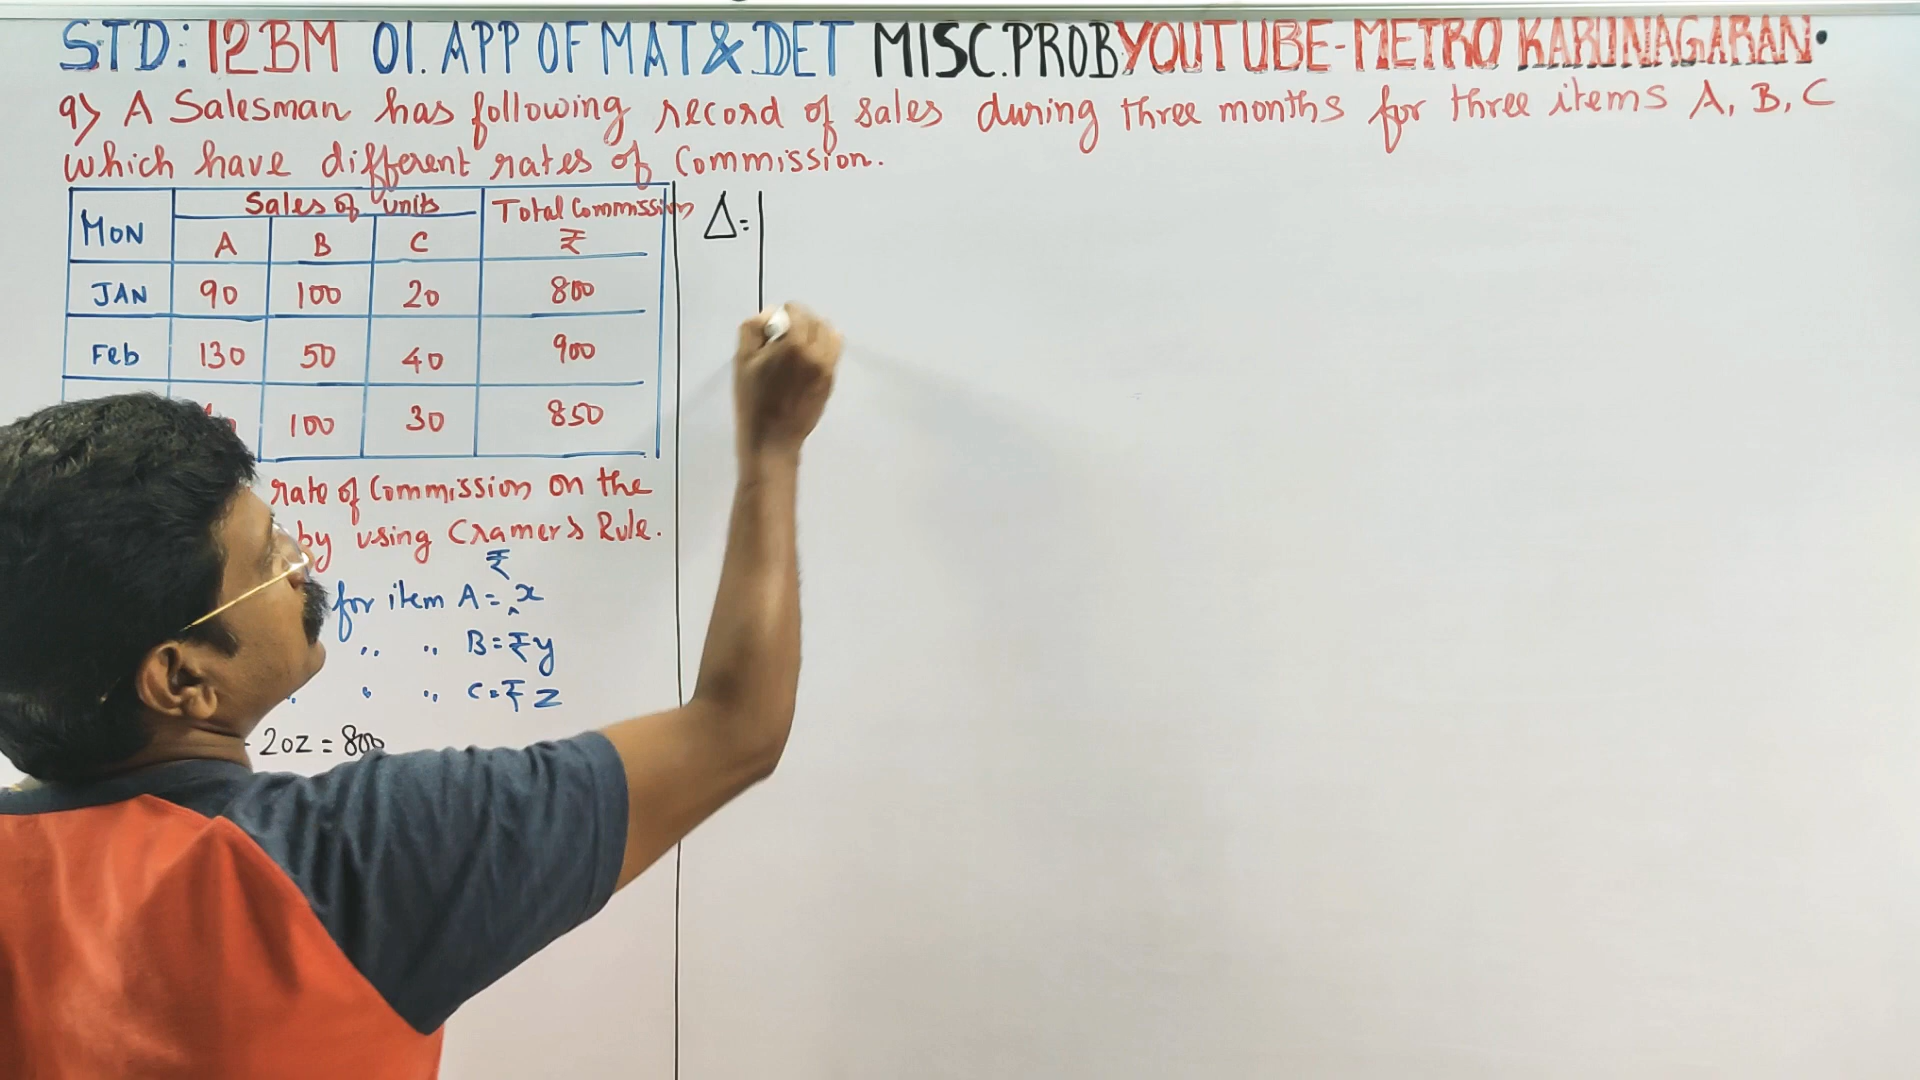 STD: 12BM 01. APP OF MAT & DET MISC. PROB YOUTUBE-METRO KARUNAGARAN.
9) A Salesman has following record of sales during three months for three items A, B, C
which have different rates of Commission.
MON Sales of units Total Commission
A B C ₹
JAN 90 100 20 800
Feb 130 50 40 900
100 30 850
rate of Commission on the
by using Cramer's Rule.
for item A = ₹ x
,, ,, B = ₹ y
,, ,, C = ₹ z
20z = 800
Δ =